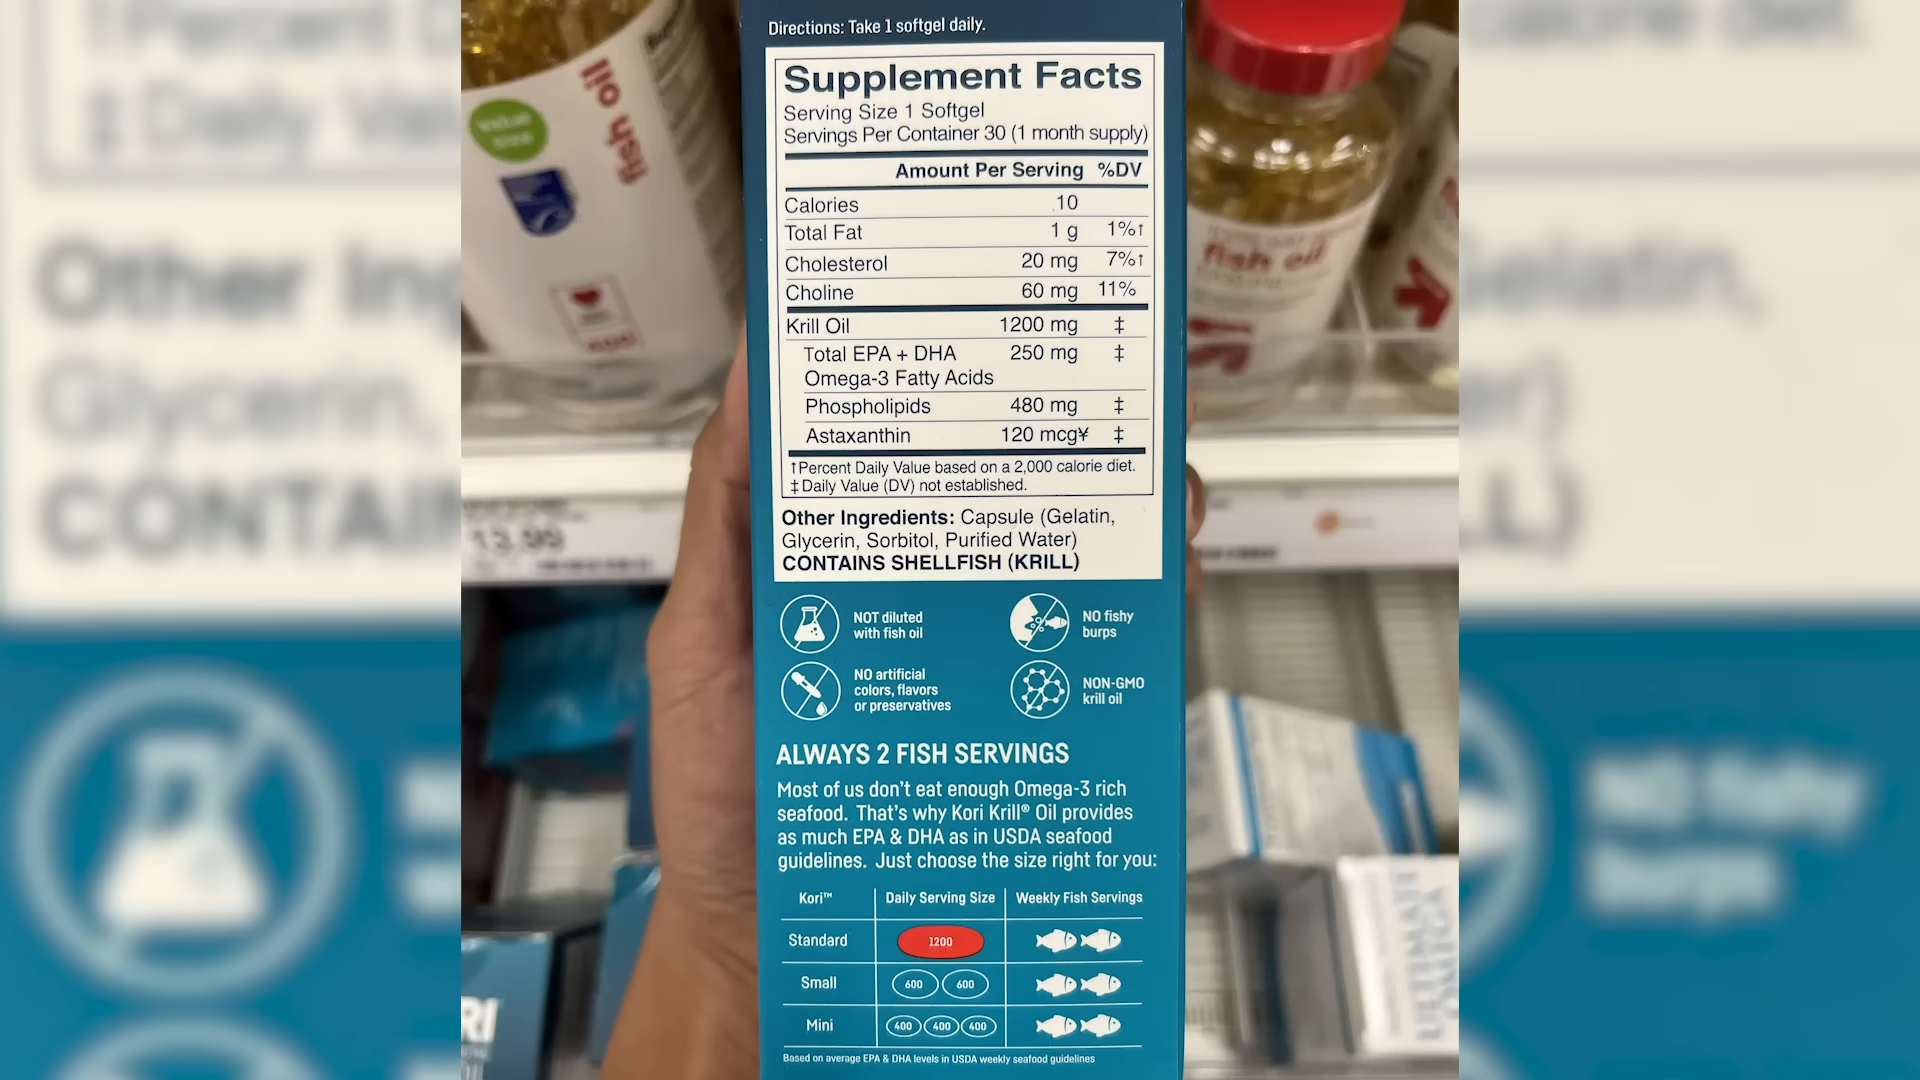 Directions: Take 1 softgel daily.
Supplement Facts
Serving Size 1 Softgel
Servings Per Container 30 (1 month supply)
Amount Per Serving %DV
Calories 10
Total Fat 1 g 1%†
Cholesterol 20 mg 7%†
Choline 60 mg 11%
Krill Oil 1200 mg ‡
Total EPA + DHA 250 mg ‡
Omega-3 Fatty Acids
Phospholipids 480 mg ‡
Astaxanthin 120 mcg¥ ‡
†Percent Daily Value based on a 2,000 calorie diet.
‡Daily Value (DV) not established.
Other Ingredients: Capsule (Gelatin,
Glycerin, Sorbitol, Purified Water)
CONTAINS SHELLFISH (KRILL)
NOT diluted
with fish oil
NO fishy
burps
NO artificial
colors, flavors
or preservatives
NON-GMO
krill oil
ALWAYS 2 FISH SERVINGS
Most of us don't eat enough Omega-3 rich
seafood. That's why Kori Krill® Oil provides
as much EPA & DHA as in USDA seafood
guidelines. Just choose the size right for you:
Kori™ Daily Serving Size Weekly Fish Servings
Standard 1200
Small 600 600
Mini 400 400 400
Based on average EPA & DHA levels in USDA weekly seafood guidelines
fish oil
value
size
13.99
fish oil
ULTIMATE
OMEGA